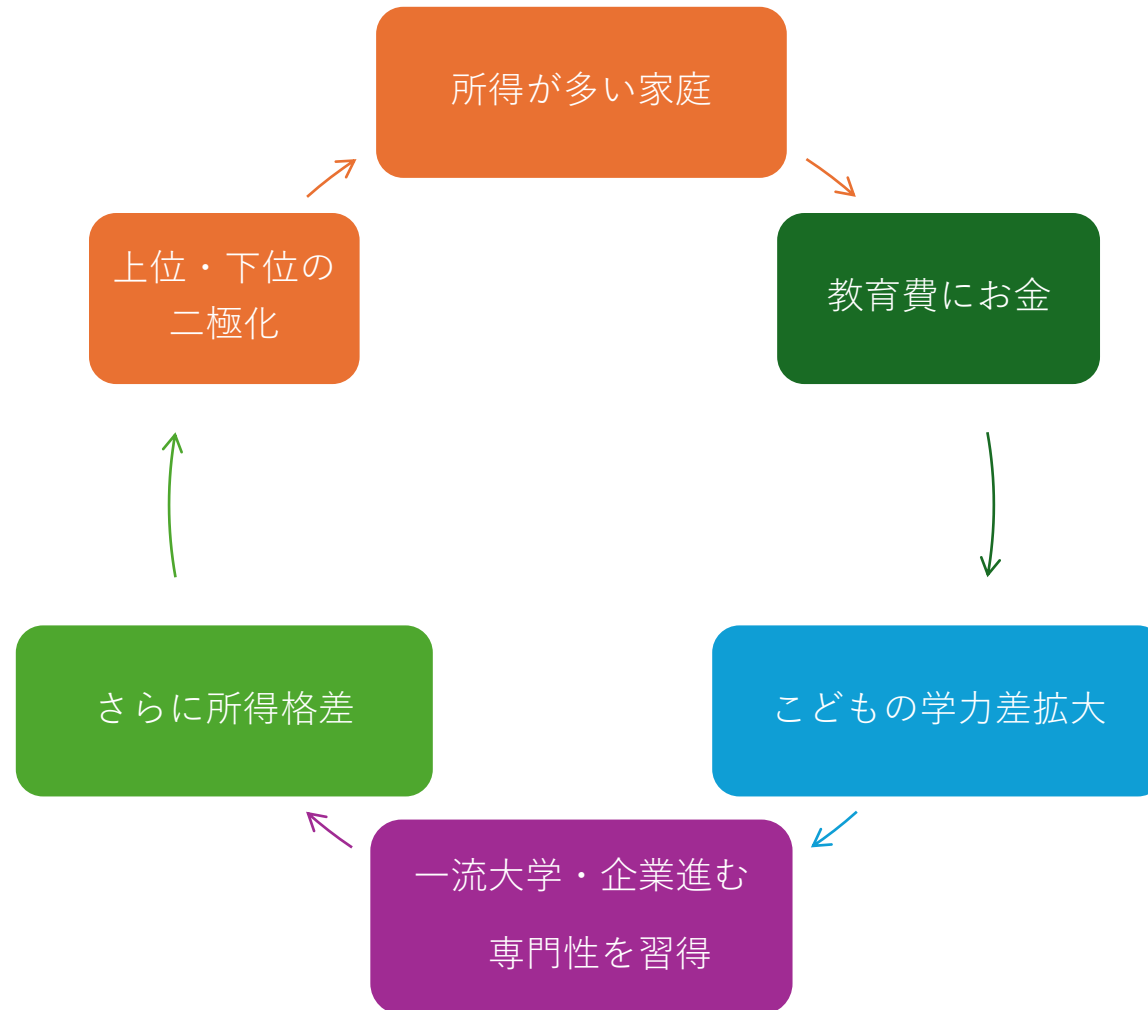 所得が多い家庭
教育費にお金
こどもの学力差拡大
一流大学・企業進む
専門性を習得
さらに所得格差
上位・下位の
二極化